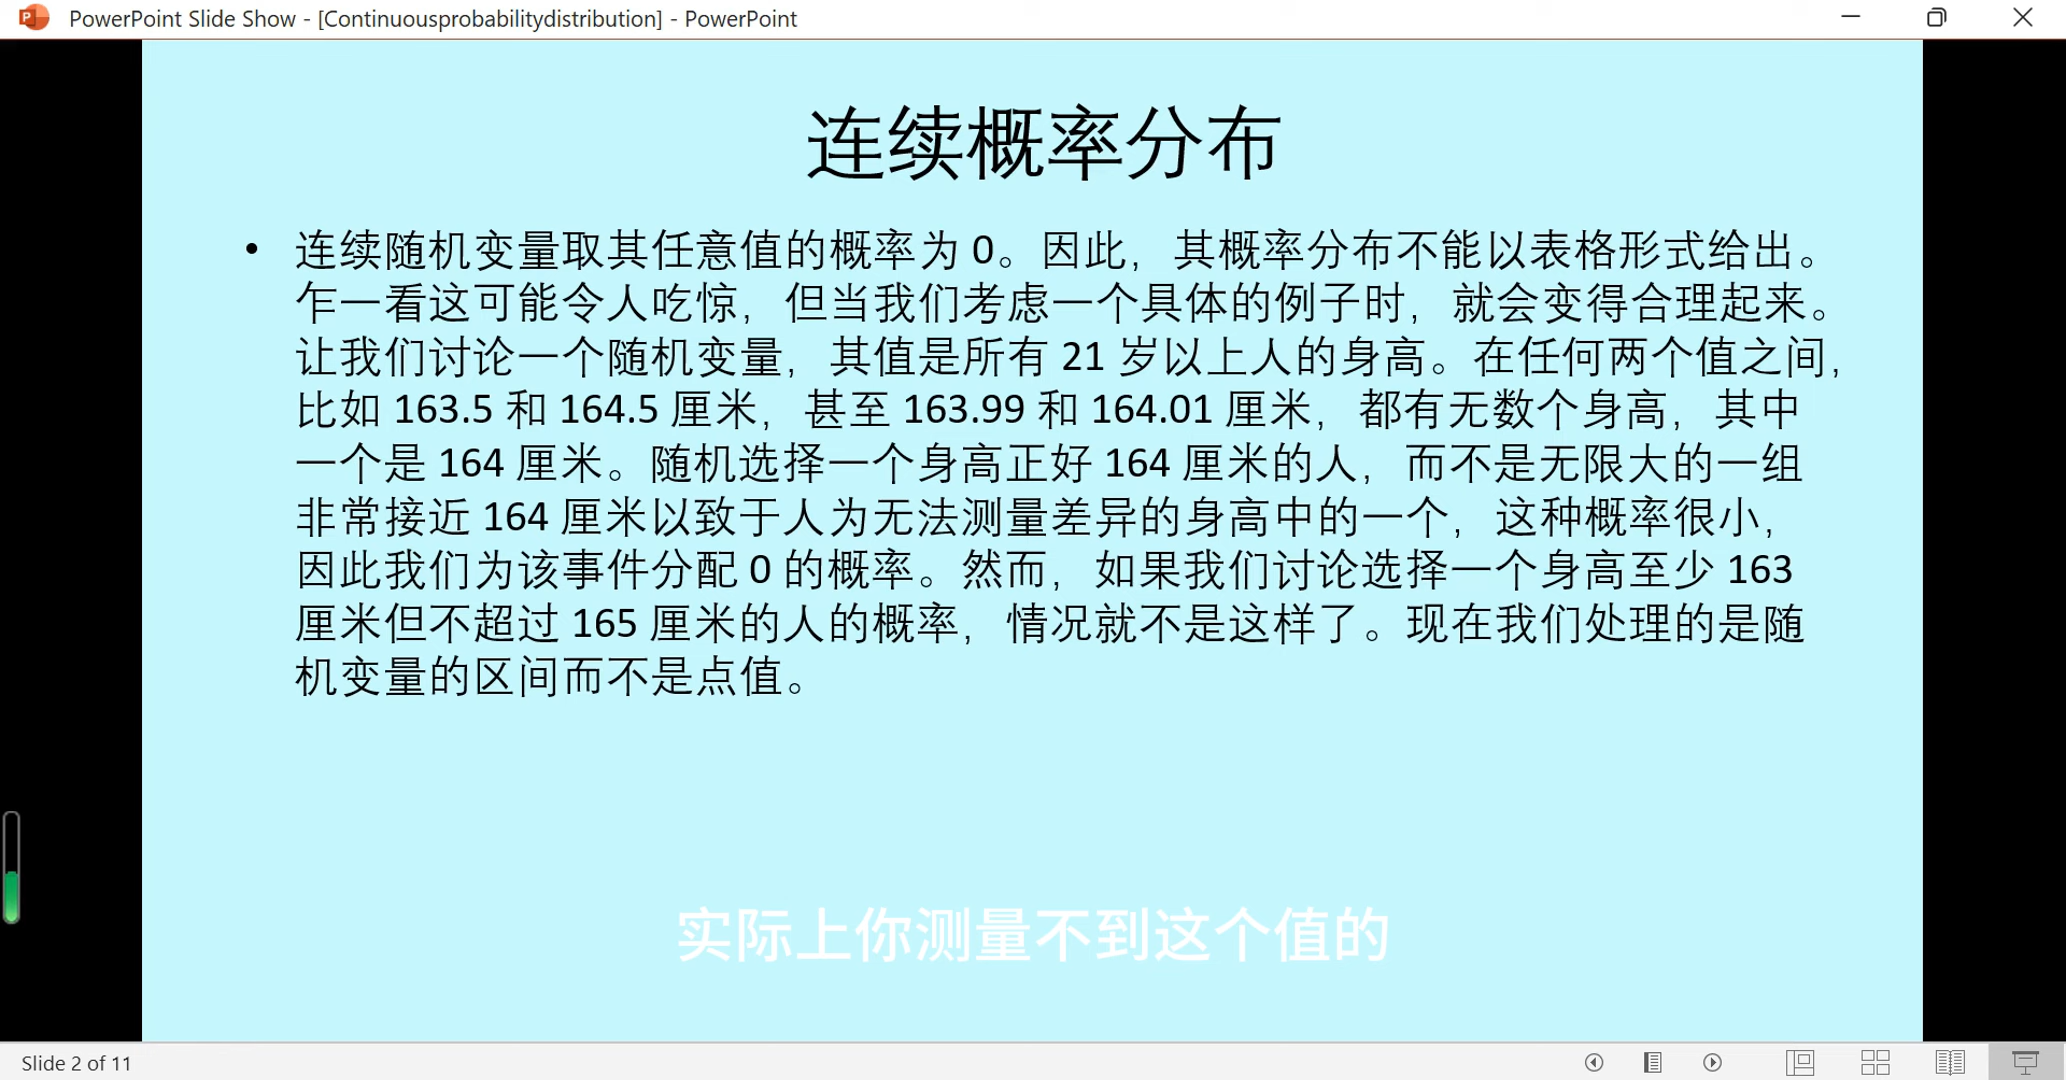 PowerPoint Slide Show - [Continuousprobabilitydistribution] - PowerPoint
连续概率分布
• 连续随机变量取其任意值的概率为 0。因此，其概率分布不能以表格形式给出。
乍一看这可能令人吃惊，但当我们考虑一个具体的例子时，就会变得合理起来。
让我们讨论一个随机变量，其值是所有 21 岁以上人的身高。在任何两个值之间，
比如 163.5 和 164.5 厘米，甚至 163.99 和 164.01 厘米，都有无数个身高，其中
一个是 164 厘米。随机选择一个身高正好 164 厘米的人，而不是无限大的一组
非常接近 164 厘米以致于人为无法测量差异的身高中的一个，这种概率很小，
因此我们为该事件分配 0 的概率。然而，如果我们讨论选择一个身高至少 163
厘米但不超过 165 厘米的人的概率，情况就不是这样了。现在我们处理的是随
机变量的区间而不是点值。
实际上你测量不到这个值的
Slide 2 of 11